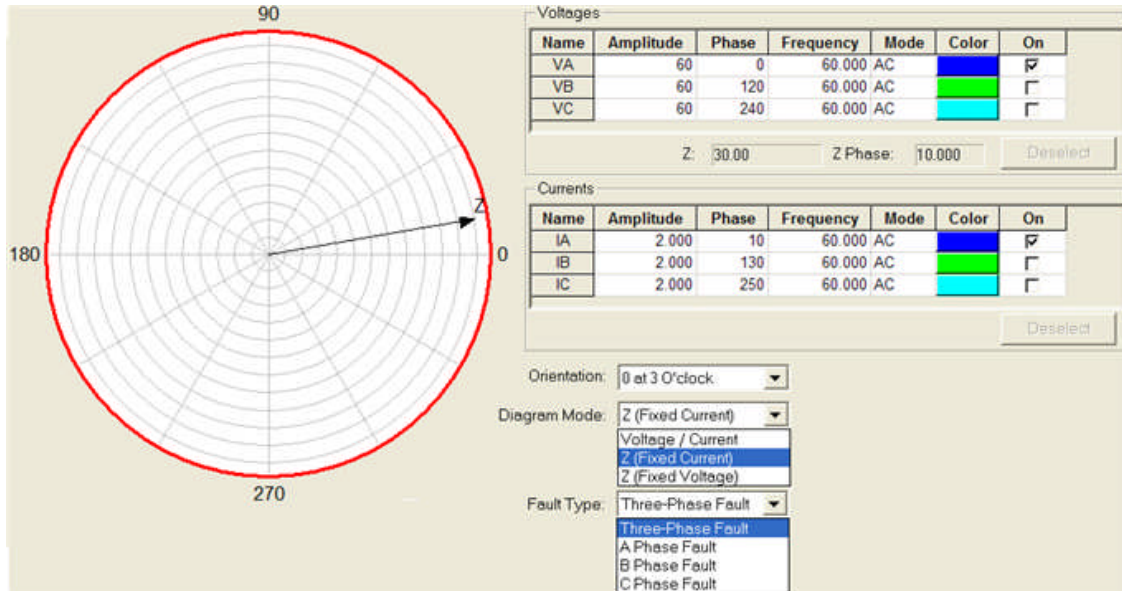 90
180
0
270
Z
Voltages
Name Amplitude Phase Frequency Mode Color On
VA 60 0 60.000 AC
VB 60 120 60.000 AC
VC 60 240 60.000 AC
Z: 30.00 Z Phase: 10.000 Deselect
Currents
Name Amplitude Phase Frequency Mode Color On
IA 2.000 10 60.000 AC
IB 2.000 130 60.000 AC
IC 2.000 250 60.000 AC
Deselect
Orientation: 0 at 3 O'clock
Diagram Mode: Z (Fixed Current)
Voltage / Current
Z (Fixed Current)
Z (Fixed Voltage)
Fault Type: Three-Phase Fault
Three-Phase Fault
A Phase Fault
B Phase Fault
C Phase Fault